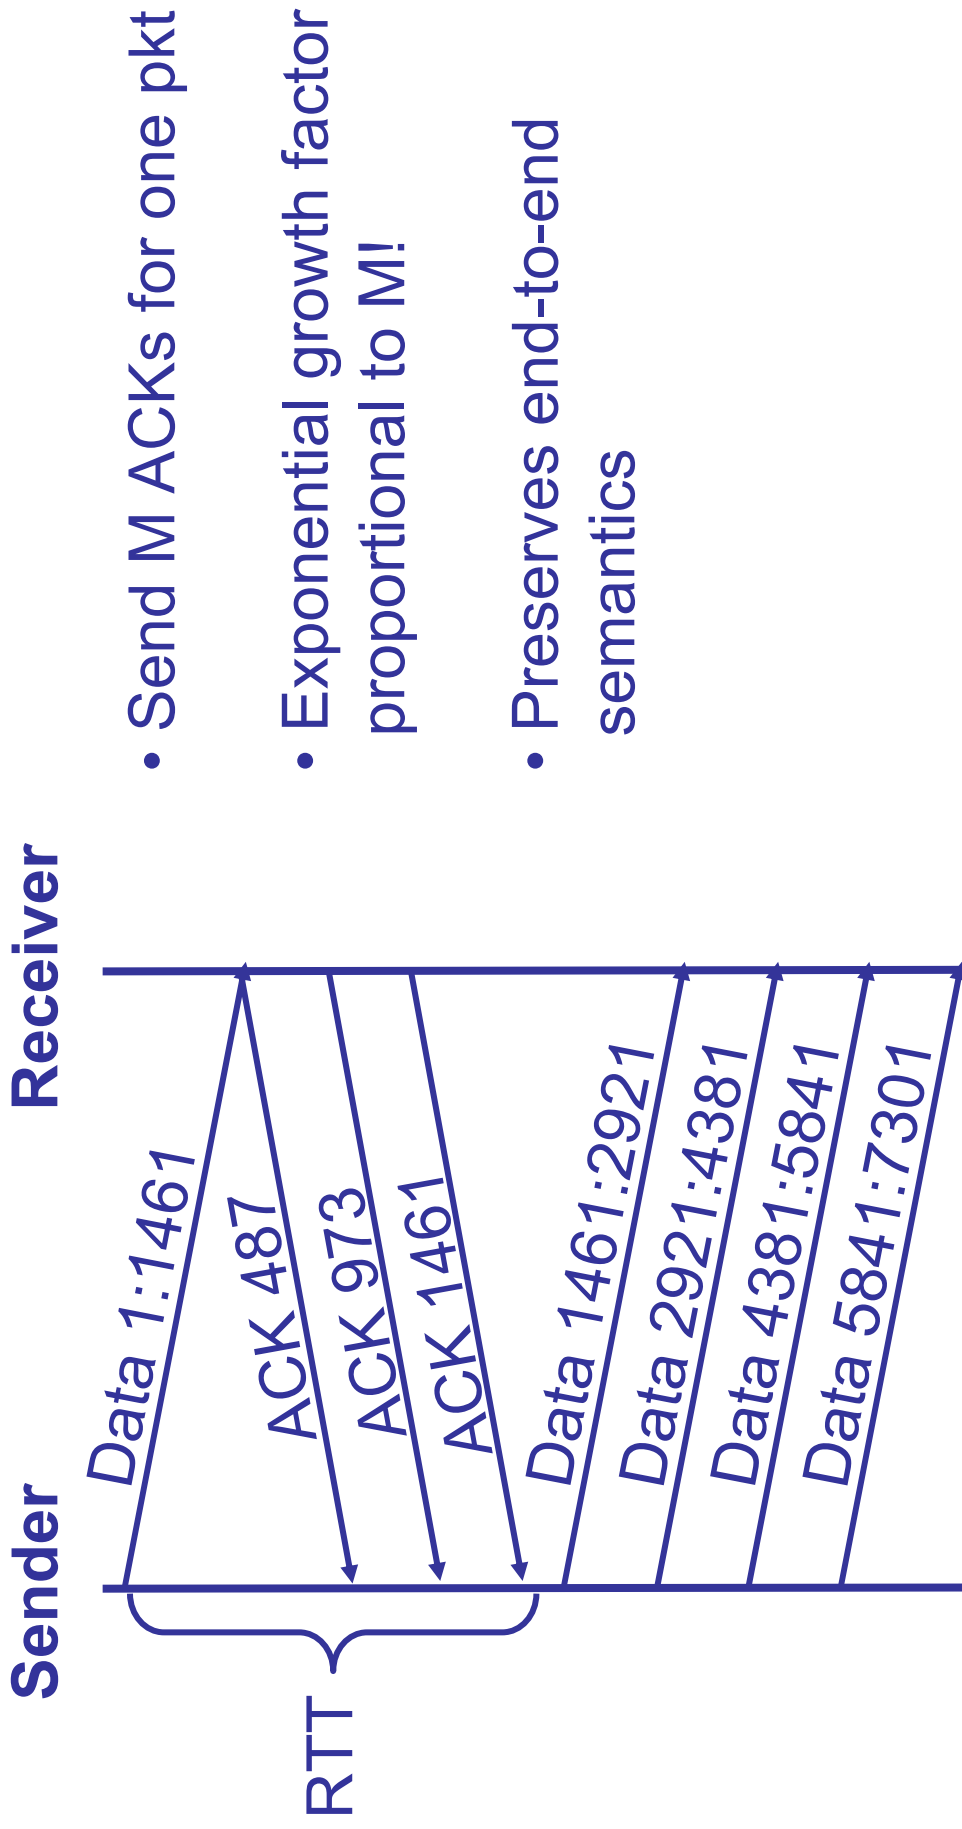 Sender
Receiver
RTT
Data 1:1461
ACK 487
ACK 973
ACK 1461
Data 1461:2921
Data 2921:4381
Data 4381:5841
Data 5841:7301
• Send M ACKs for one pkt
• Exponential growth factor
proportional to M!
• Preserves end-to-end
semantics